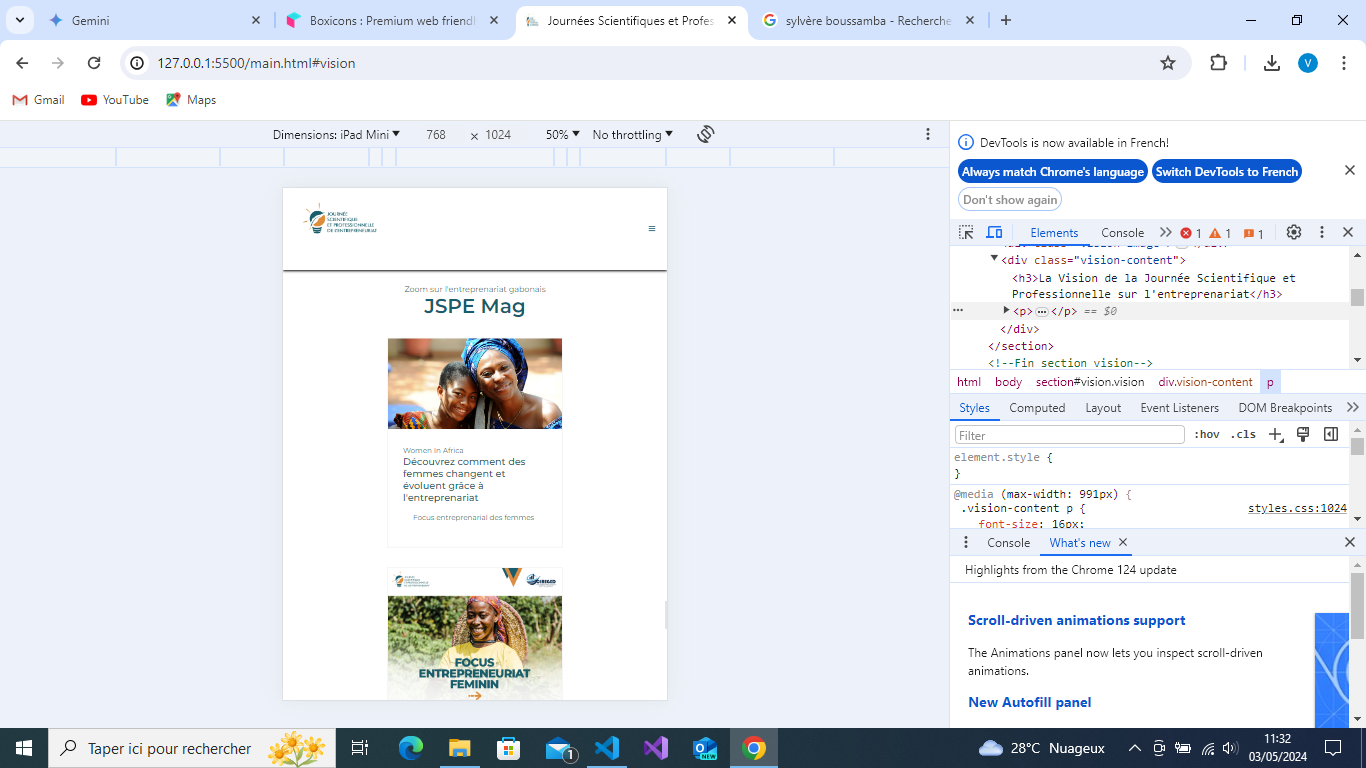 Gemini
Boxicons : Premium web friendl
Journées Scientifiques et Profes
sylvère boussamba - Recherche
127.0.0.1:5500/main.html#vision
V
Gmail
YouTube
Maps
Dimensions: iPad Mini
768
×
1024
50%
No throttling
JOURNÉE
SCIENTIFIQUE
ET PROFESSIONNELLE
DE L'ENTREPRENEURIAT
Zoom sur l'entreprenariat gabonais
JSPE Mag
Women In Africa
Découvrez comment des
femmes changent et
évoluent grâce à
l'entreprenariat
Focus entreprenarial des femmes
FOCUS
ENTREPRENEURIAT
FEMININ
DevTools is now available in French!
Always match Chrome's language
Switch DevTools to French
Don't show again
Elements
Console
1
1
1
<div class="vision-content">
<h3>La Vision de la Journée Scientifique et
Professionnelle sur l'entreprenariat</h3>
<p>…</p> == $0
</div>
</section>
<!--Fin section vision-->
html body section#vision.vision div.vision-content p
Styles
Computed
Layout
Event Listeners
DOM Breakpoints
Filter
:hov
.cls
element.style {
}
@media (max-width: 991px) {
.vision-content p {
styles.css:1024
font-size: 16px;
Console
What's new
Highlights from the Chrome 124 update
Scroll-driven animations support
The Animations panel now lets you inspect scroll-driven
animations.
New Autofill panel
Taper ici pour rechercher
1
NEW
28°C Nuageux
11:32
03/05/2024